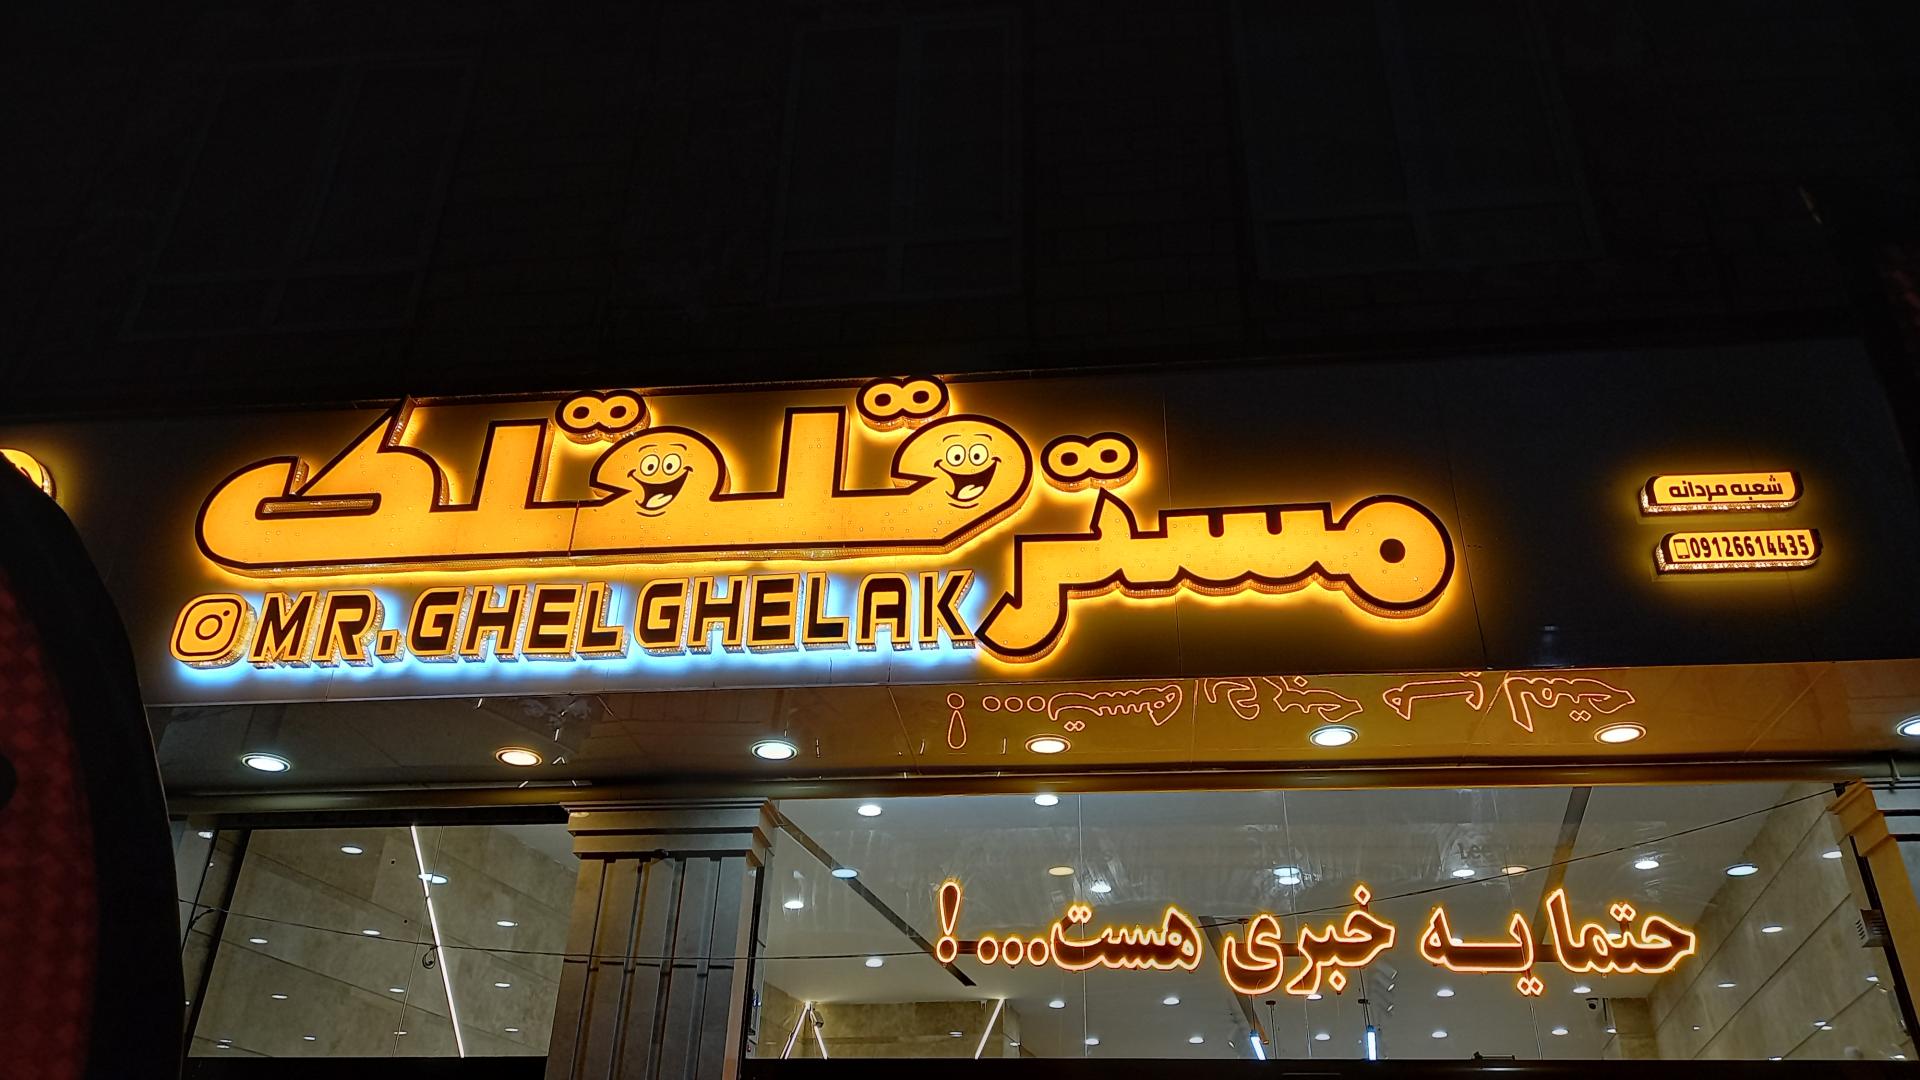 مستر قلقلک
MR.GHELGHELAK
شعبه مردانه
09126614435
حتما یه خبری هست...!